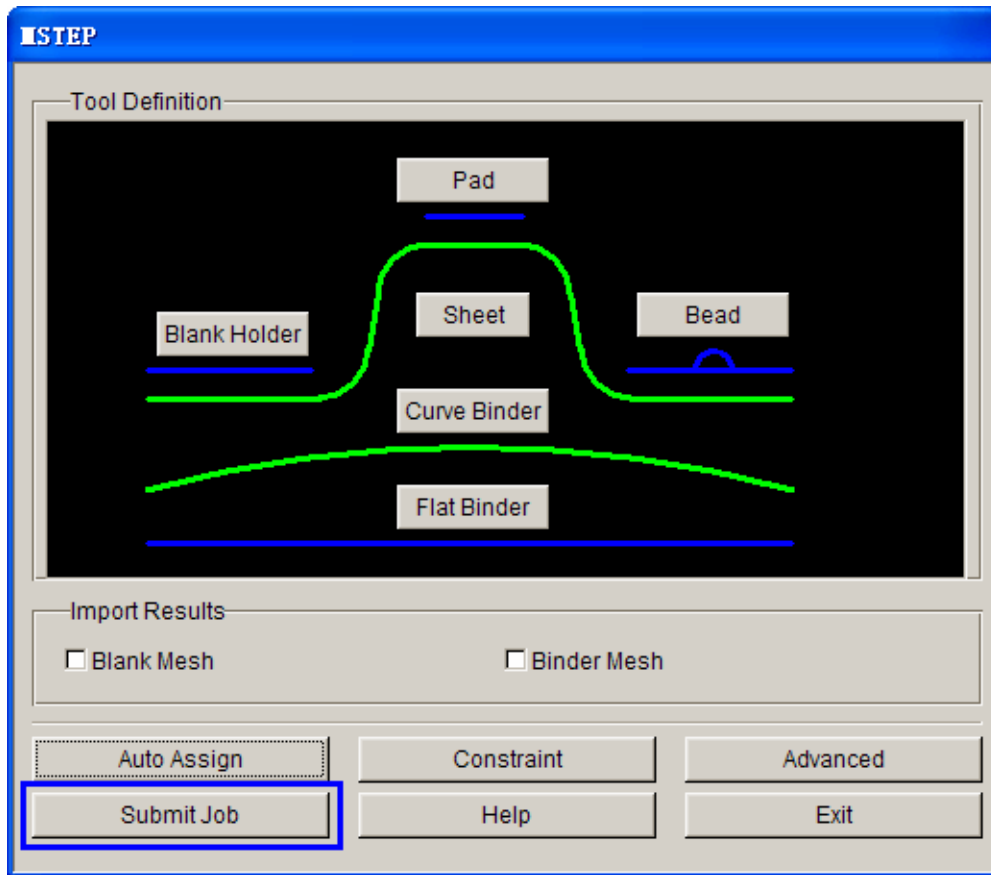 MSTEP
Tool Definition
Pad
Sheet
Bead
Blank Holder
Curve Binder
Flat Binder
Import Results
Blank Mesh
Binder Mesh
Auto Assign
Constraint
Advanced
Submit Job
Help
Exit